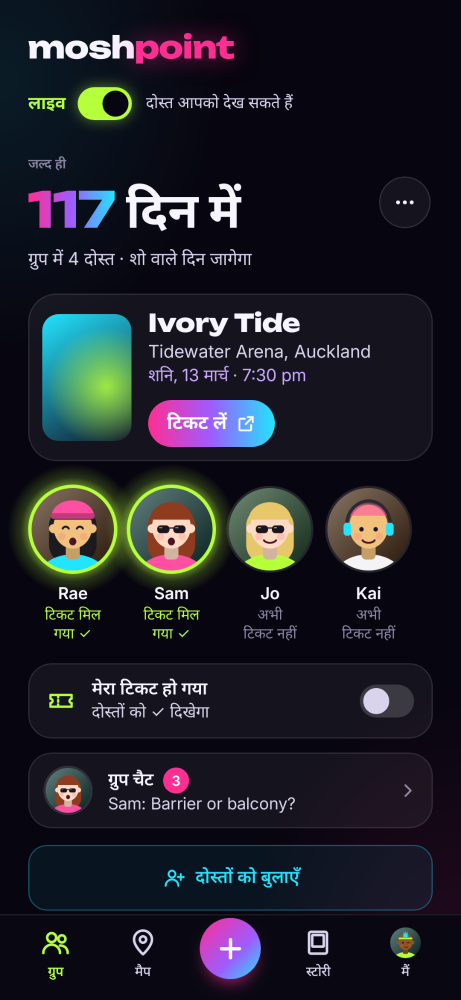 moshpoint
लाइव
दोस्त आपको देख सकते हैं
जल्द ही
117 दिन में
ग्रुप में 4 दोस्त · शो वाले दिन जागेगा
Ivory Tide
Tidewater Arena, Auckland
शनि, 13 मार्च · 7:30 pm
टिकट लें
Rae
टिकट मिल
गया ✓
Sam
टिकट मिल
गया ✓
Jo
अभी
टिकट नहीं
Kai
अभी
टिकट नहीं
मेरा टिकट हो गया
दोस्तों को ✓ दिखेगा
ग्रुप चैट 3
Sam: Barrier or balcony?
दोस्तों को बुलाएँ
ग्रुप
मैप
स्टोरी
मैं